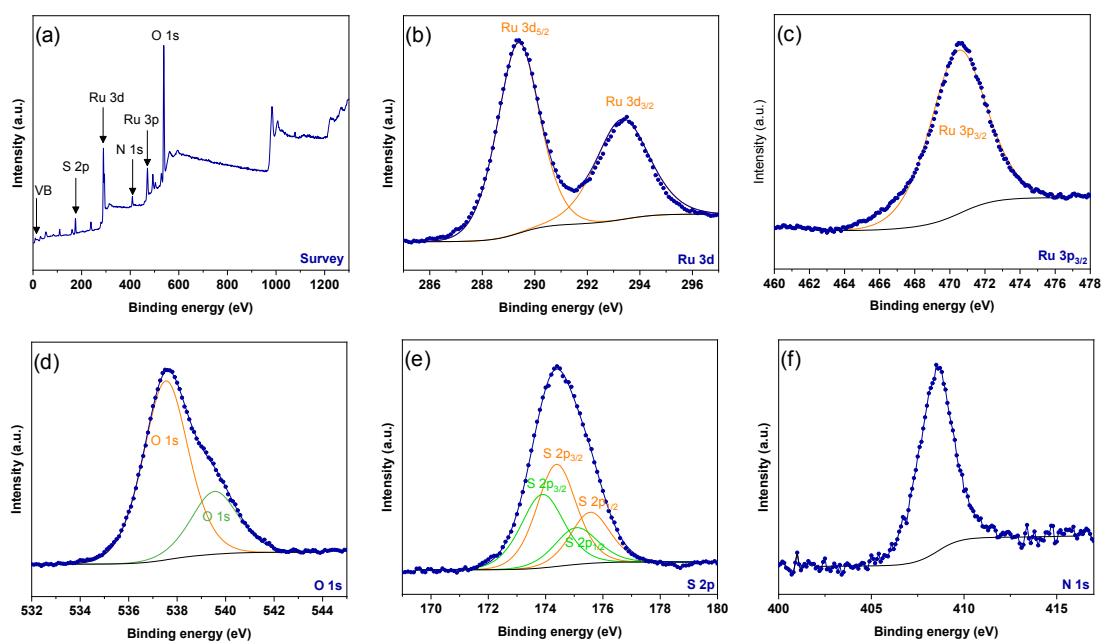 (a)
O 1s
Ru 3d
Ru 3p
N 1s
S 2p
VB
Survey
Intensity (a.u.)
0 200 400 600 800 1000 1200
Binding energy (eV)
(b)
Ru 3d5/2
Ru 3d3/2
Ru 3d
Intensity (a.u.)
286 288 290 292 294 296
Binding energy (eV)
(c)
Ru 3p3/2
Ru 3p3/2
Intensity (a.u.)
460 462 464 466 468 470 472 474 476 478
Binding energy (eV)
(d)
O 1s
O 1s
O 1s
Intensity (a.u.)
532 534 536 538 540 542 544
Binding energy (eV)
(e)
S 2p3/2
S 2p3/2
S 2p1/2
S 2p1/2
S 2p
Intensity (a.u.)
170 172 174 176 178 180
Binding energy (eV)
(f)
N 1s
Intensity (a.u.)
400 405 410 415
Binding energy (eV)